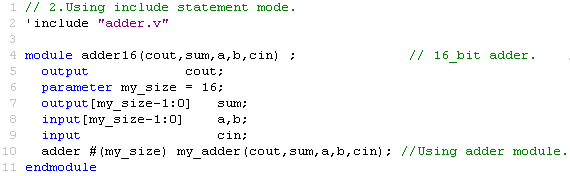 1 // 2.Using include statement mode.
2 'include "adder.v"
3
4 module adder16(cout,sum,a,b,cin) ; // 16_bit adder.
5 output cout;
6 parameter my_size = 16;
7 output[my_size-1:0] sum;
8 input[my_size-1:0] a,b;
9 input cin;
10 adder #(my_size) my_adder(cout,sum,a,b,cin); //Using adder module.
11 endmodule